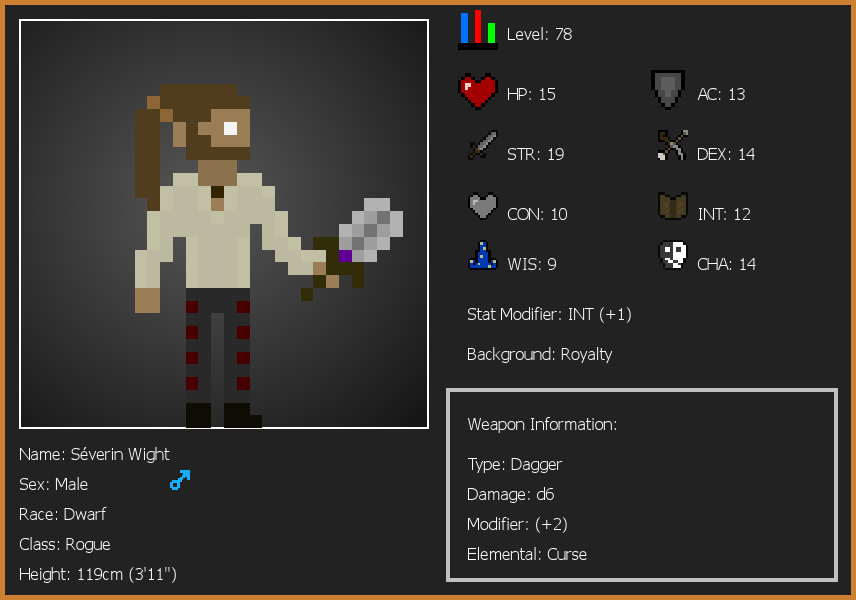 Level: 78
HP: 15
AC: 13
STR: 19
DEX: 14
CON: 10
INT: 12
WIS: 9
CHA: 14
Stat Modifier: INT (+1)
Background: Royalty
Weapon Information:
Type: Dagger
Damage: d6
Modifier: (+2)
Elemental: Curse
Name: Séverin Wight
Sex: Male
Race: Dwarf
Class: Rogue
Height: 119cm (3'11")